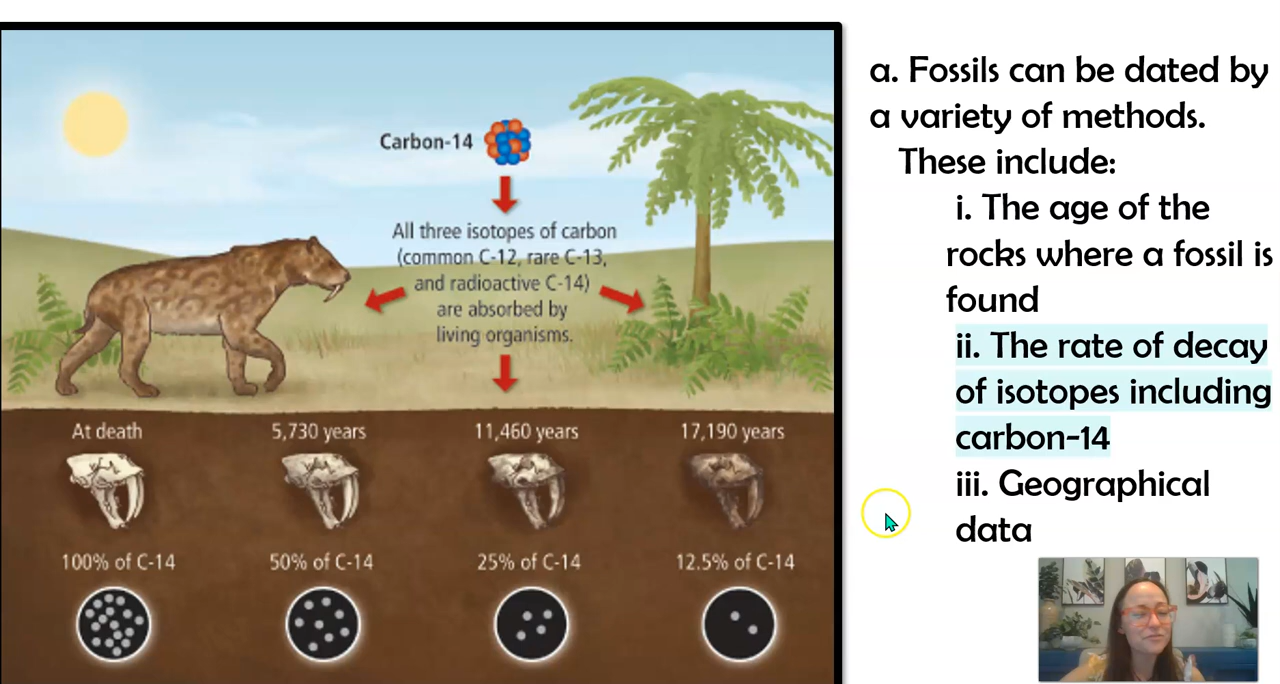 Carbon-14
All three isotopes of carbon
(common C-12, rare C-13,
and radioactive C-14)
are absorbed by
living organisms.
At death
5,730 years
11,460 years
17,190 years
100% of C-14
50% of C-14
25% of C-14
12.5% of C-14
a. Fossils can be dated by
a variety of methods.
These include:
i. The age of the
rocks where a fossil is
found
ii. The rate of decay
of isotopes including
carbon-14
iii. Geographical
data